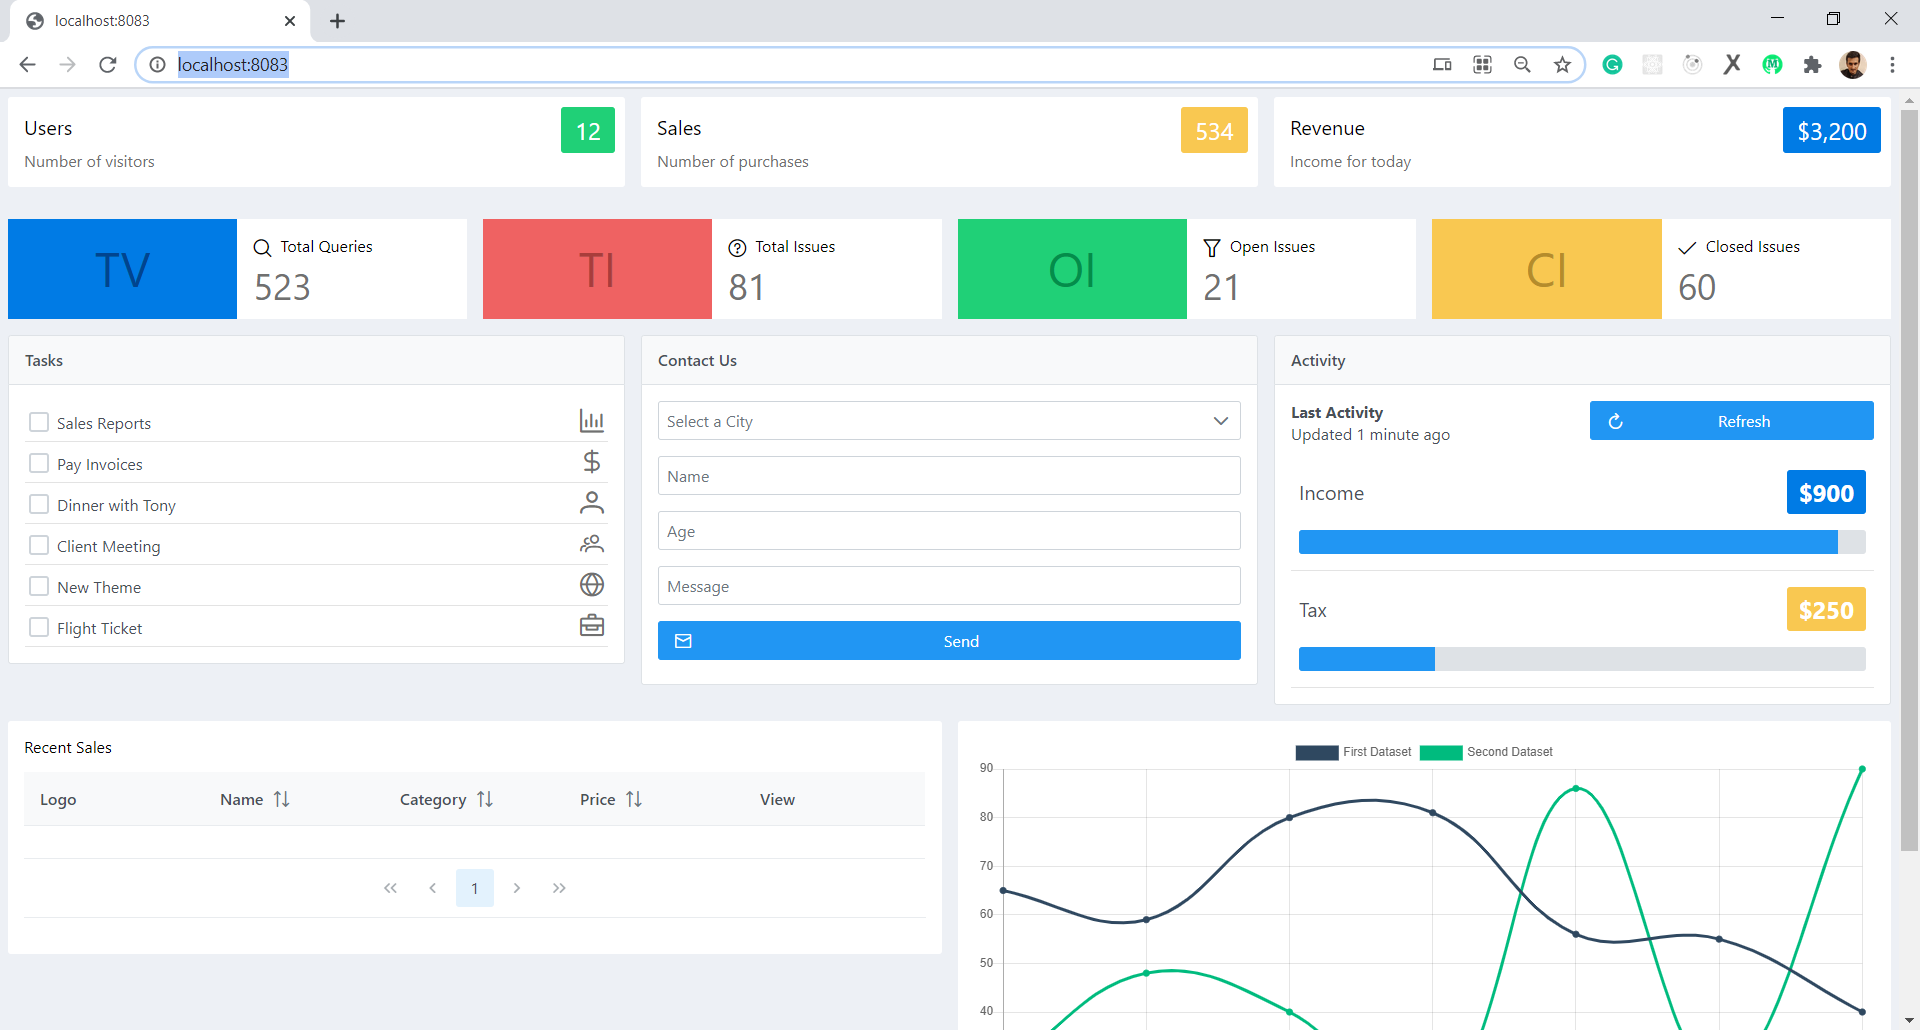 localhost:8083
localhost:8083
Users
12
Number of visitors
Sales
534
Number of purchases
Revenue
$3,200
Income for today
TV
Total Queries
523
TI
Total Issues
81
OI
Open Issues
21
CI
Closed Issues
60
Tasks
Sales Reports
Pay Invoices
Dinner with Tony
Client Meeting
New Theme
Flight Ticket
Contact Us
Select a City
Name
Age
Message
Send
Activity
Last Activity
Updated 1 minute ago
Refresh
Income
$900
Tax
$250
Recent Sales
Logo Name Category Price View
1
First Dataset Second Dataset
90
80
70
60
50
40